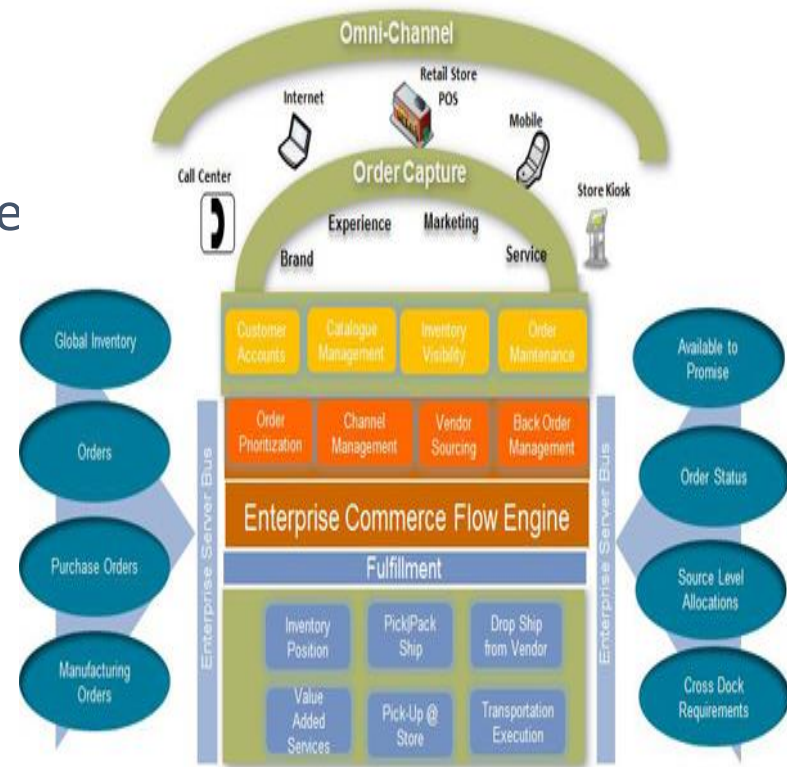 Omni-Channel
Retail Store
POS
Internet
Mobile
Call Center
Order Capture
Store Kiosk
e
Experience
Marketing
Brand
Service
Global Inventory
Customer
Accounts
Catalogue
Management
Inventory
Visibility
Order
Maintenance
Available to
Promise
Orders
Order
Prioritization
Channel
Management
Vendor
Sourcing
Back Order
Management
Order Status
Enterprise Server Bus
Enterprise Commerce Flow Engine
Enterprise Server Bus
Purchase Orders
Fulfillment
Source Level
Allocations
Inventory
Position
Pick|Pack
Ship
Drop Ship
from Vendor
Manufacturing
Orders
Value
Added
Services
Pick-Up @
Store
Transportation
Execution
Cross Dock
Requirements